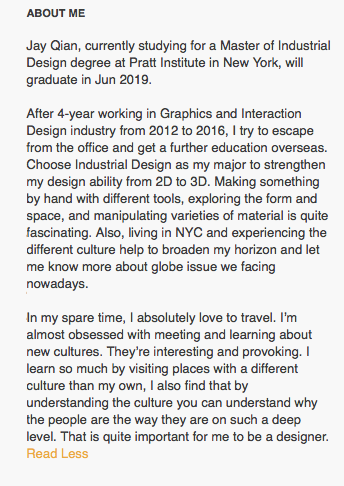 ABOUT ME
Jay Qian, currently studying for a Master of Industrial
Design degree at Pratt Institute in New York, will
graduate in Jun 2019.
After 4-year working in Graphics and Interaction
Design industry from 2012 to 2016, I try to escape
from the office and get a further education overseas.
Choose Industrial Design as my major to strengthen
my design ability from 2D to 3D. Making something
by hand with different tools, exploring the form and
space, and manipulating varieties of material is quite
fascinating. Also, living in NYC and experiencing the
different culture help to broaden my horizon and let
me know more about globe issue we facing
nowadays.
In my spare time, I absolutely love to travel. I'm
almost obsessed with meeting and learning about
new cultures. They're interesting and provoking. I
learn so much by visiting places with a different
culture than my own, I also find that by
understanding the culture you can understand why
the people are the way they are on such a deep
level. That is quite important for me to be a designer.
Read Less